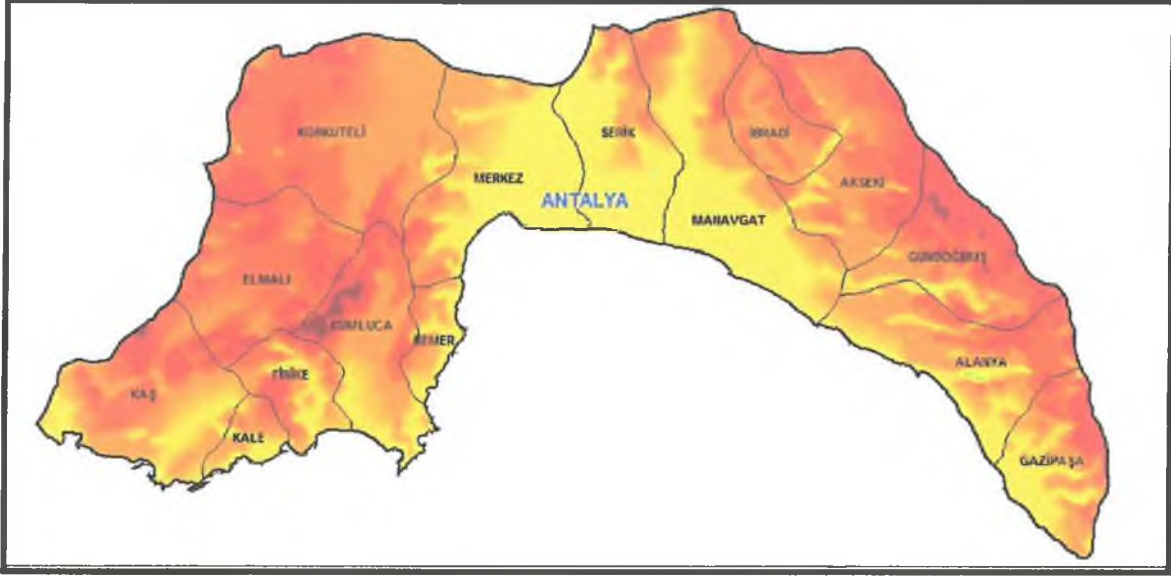 KORKUTELİ
SERİK
İBRADİ
MERKEZ
AKSEKİ
ANTALYA
MANAVGAT
GÜNDOĞMUŞ
ELMALI
KUMLUCA
KEMER
ALANYA
FİNİKE
KAŞ
KALE
GAZİPAŞA